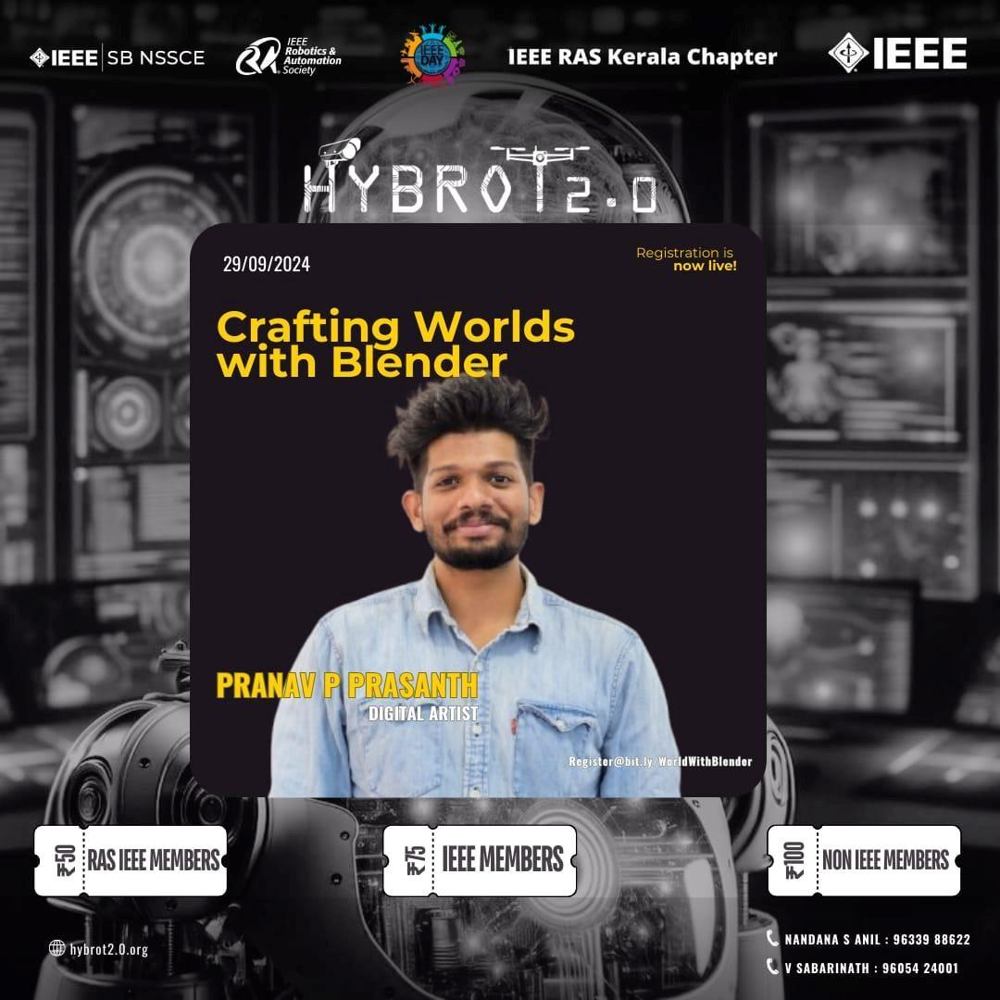 IEEE SB NSSCE
IEEE
Robotics &
Automation
Society
IEEE
DAY
IEEE RAS Kerala Chapter
IEEE
HYBROT 2.0
29/09/2024
Registration is
now live!
Crafting Worlds
with Blender
PRANAV P PRASANTH
DIGITAL ARTIST
Register@bit.ly/WorldWithBlender
₹50 RAS IEEE MEMBERS
₹75 IEEE MEMBERS
₹100 NON IEEE MEMBERS
hybrot2.0.org
NANDANA S ANIL : 96339 88622
V SABARINATH : 96054 24001